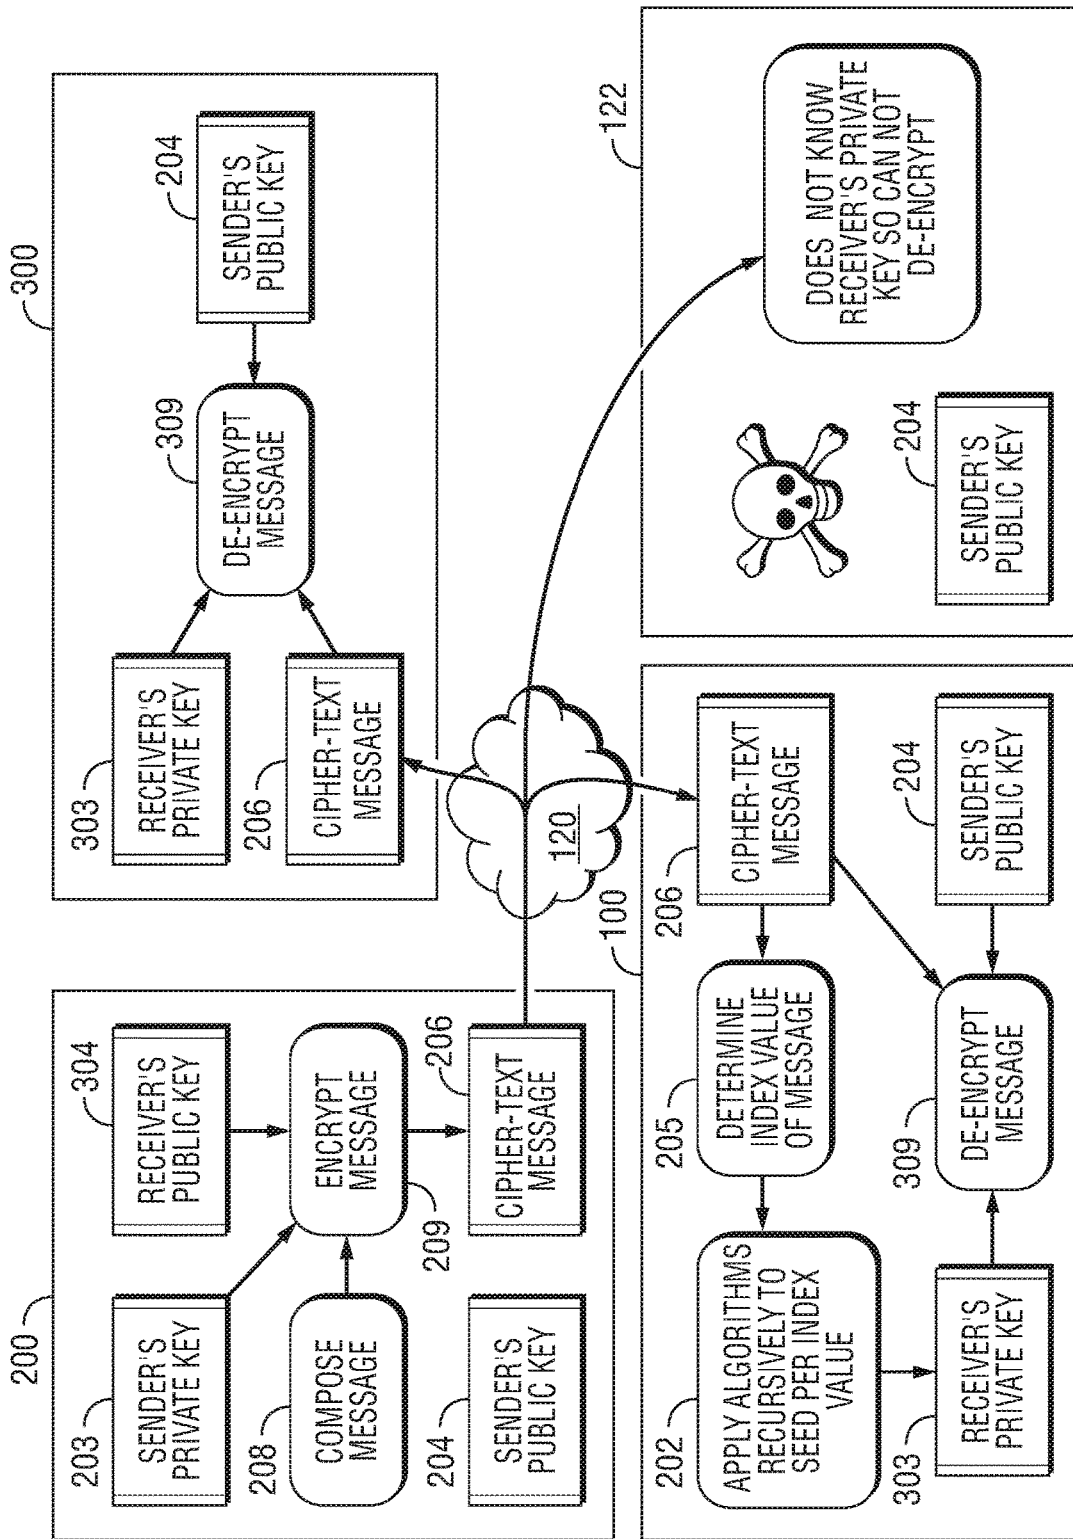 200
203
SENDER'S
PRIVATE KEY
304
RECEIVER'S
PUBLIC KEY
208
COMPOSE
MESSAGE
ENCRYPT
MESSAGE
209
204
SENDER'S
PUBLIC KEY
206
CIPHER-TEXT
MESSAGE
300
303
RECEIVER'S
PRIVATE KEY
206
CIPHER-TEXT
MESSAGE
309
DE-ENCRYPT
MESSAGE
204
SENDER'S
PUBLIC KEY
120
100
202
APPLY ALGORITHMS
RECURSIVELY TO
SEED PER INDEX
VALUE
205
DETERMINE
INDEX VALUE
OF MESSAGE
206
CIPHER-TEXT
MESSAGE
303
RECEIVER'S
PRIVATE KEY
309
DE-ENCRYPT
MESSAGE
204
SENDER'S
PUBLIC KEY
122
204
SENDER'S
PUBLIC KEY
DOES NOT KNOW
RECEIVER'S PRIVATE
KEY SO CAN NOT
DE-ENCRYPT